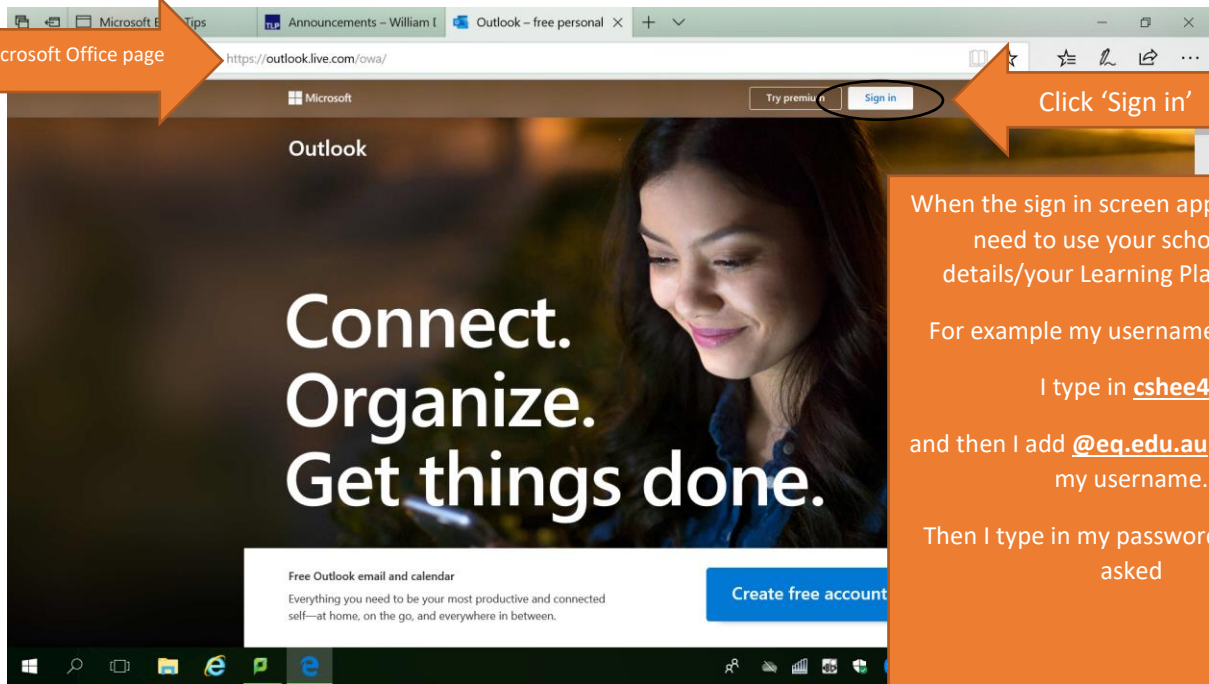 Microsoft E Tips
TLP Announcements – William [
Outlook – free personal
crosoft Office page
https://outlook.live.com/owa/
Microsoft
Try premium
Sign in
Click ‘Sign in’
Outlook
When the sign in screen app
need to use your scho
details/your Learning Pla
For example my username
I type in cshee4
and then I add @eq.edu.au
my username.
Then I type in my password
asked
Connect.
Organize.
Get things done.
Free Outlook email and calendar
Everything you need to be your most productive and connected
self—at home, on the go, and everywhere in between.
Create free account